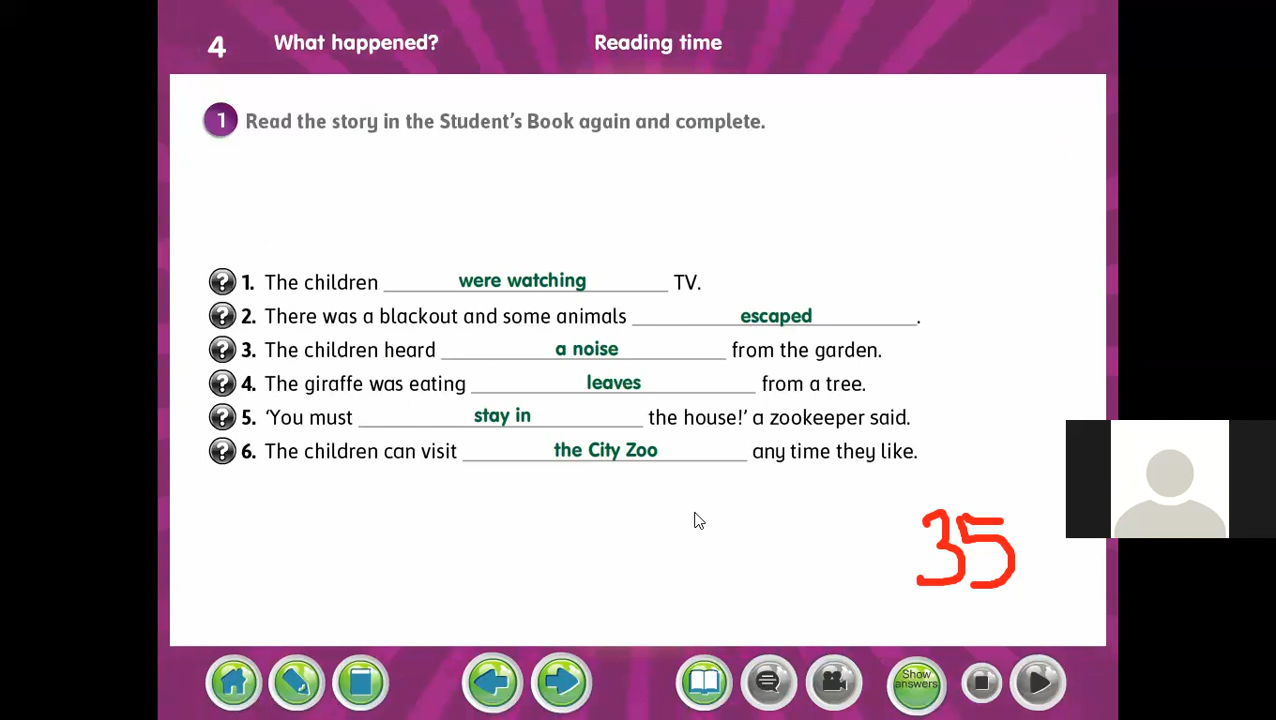 4 What happened? Reading time
1 Read the story in the Student's Book again and complete.
? 1. The children were watching TV.
? 2. There was a blackout and some animals escaped.
? 3. The children heard a noise from the garden.
? 4. The giraffe was eating leaves from a tree.
? 5. 'You must stay in the house!' a zookeeper said.
? 6. The children can visit the City Zoo any time they like.
35
Show
answers